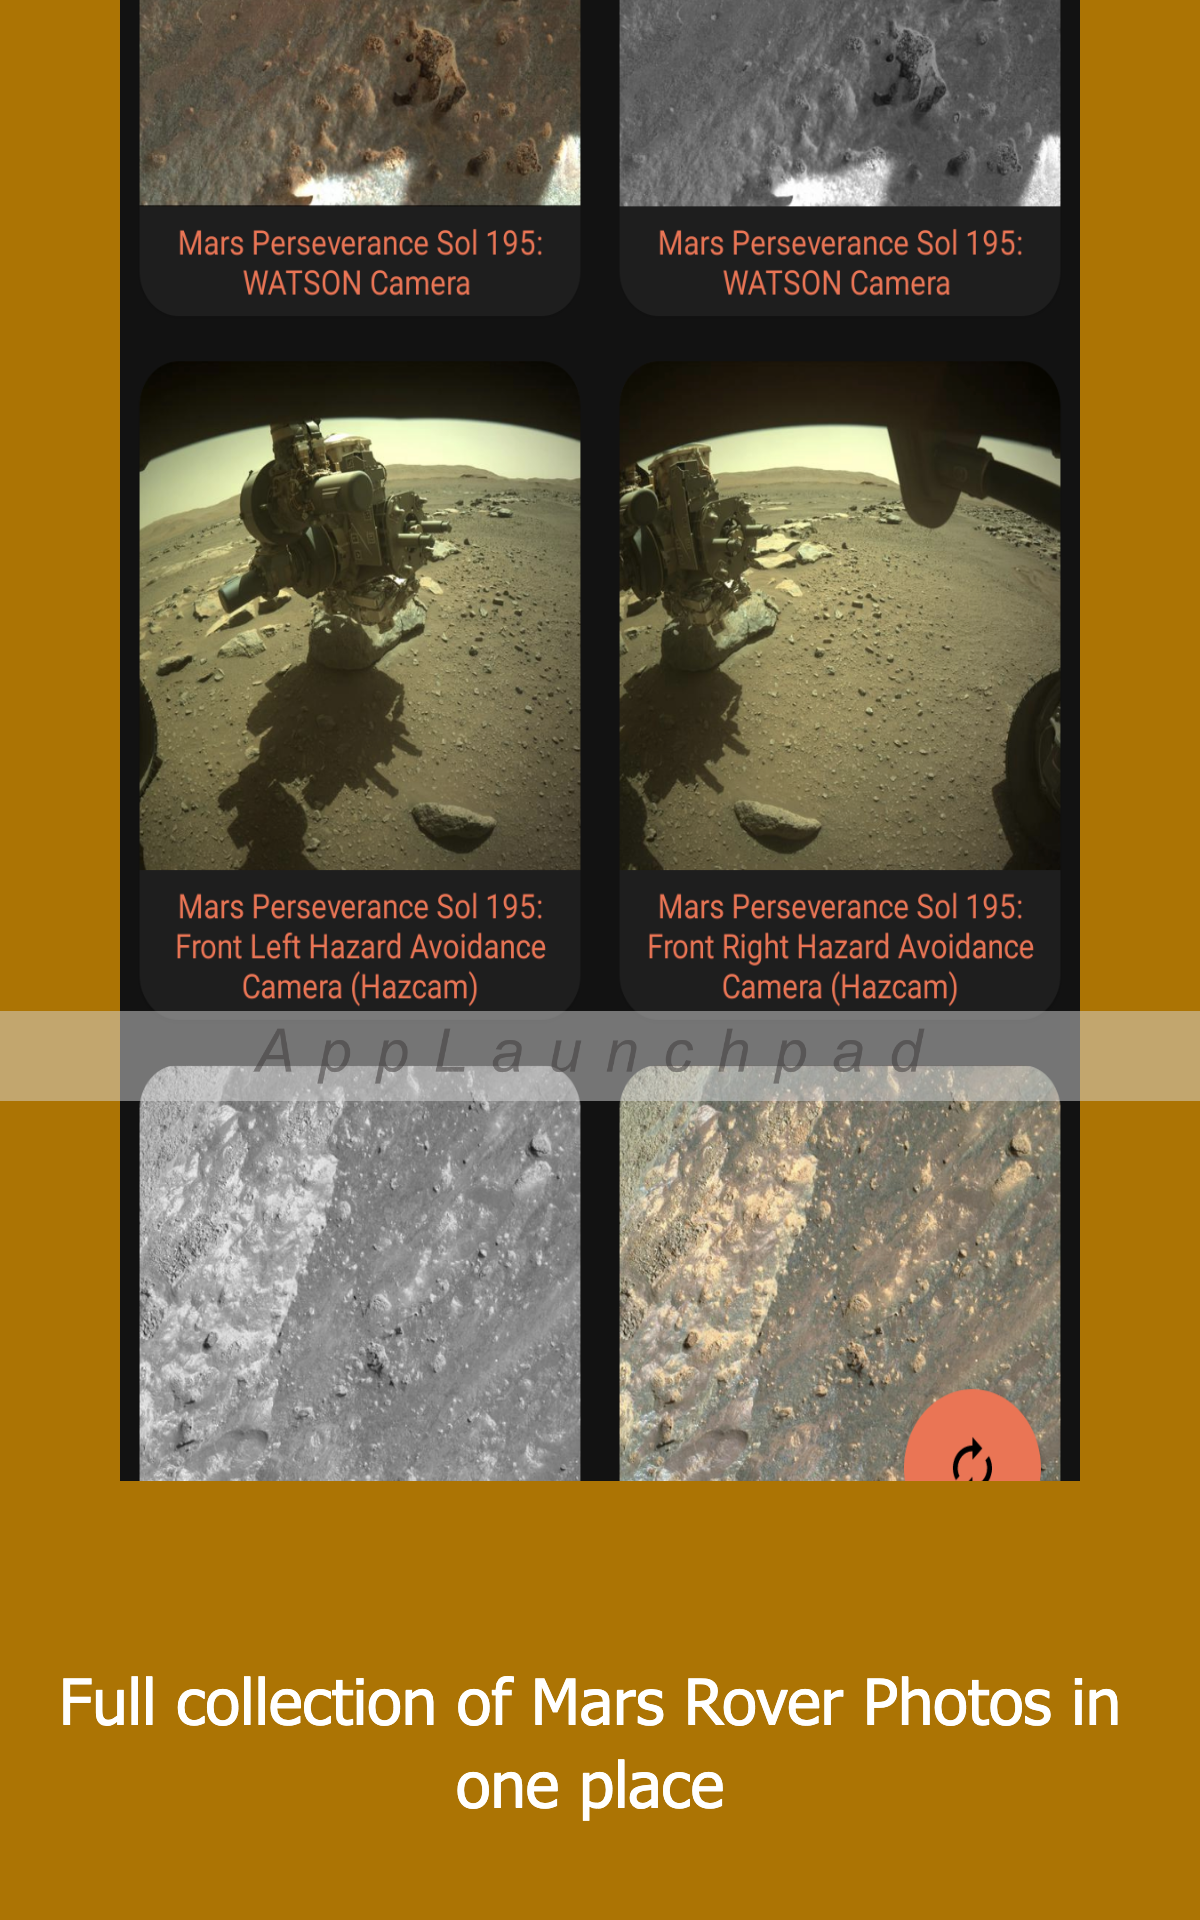 Mars Perseverance Sol 195:
WATSON Camera
Mars Perseverance Sol 195:
WATSON Camera
Mars Perseverance Sol 195:
Front Left Hazard Avoidance
Camera (Hazcam)
Mars Perseverance Sol 195:
Front Right Hazard Avoidance
Camera (Hazcam)
AppLaunchpad
Full collection of Mars Rover Photos in
one place